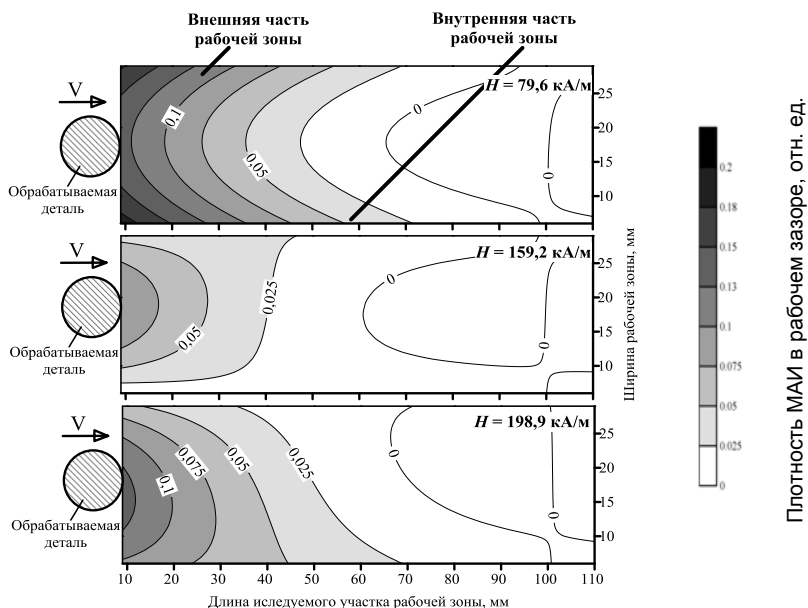 Внешняя часть
рабочей зоны
Внутренняя часть
рабочей зоны
V
Обрабатываемая
деталь
0,1
0,05
0
0
H = 79,6 кА/м
25
20
15
10
V
Обрабатываемая
деталь
0,05
0,025
0
0
H = 159,2 кА/м
25
20
15
10
V
Обрабатываемая
деталь
0,1
0,075
0,05
0,025
0
0
H = 198,9 кА/м
25
20
15
10
10 20 30 40 50 60 70 80 90 100 110
Длина иследуемого участка рабочей зоны, мм
Ширина рабочей зоны, мм
0.2
0.18
0.15
0.13
0.1
0.075
0.05
0.025
0
Плотность МАИ в рабочем зазоре, отн. ед.